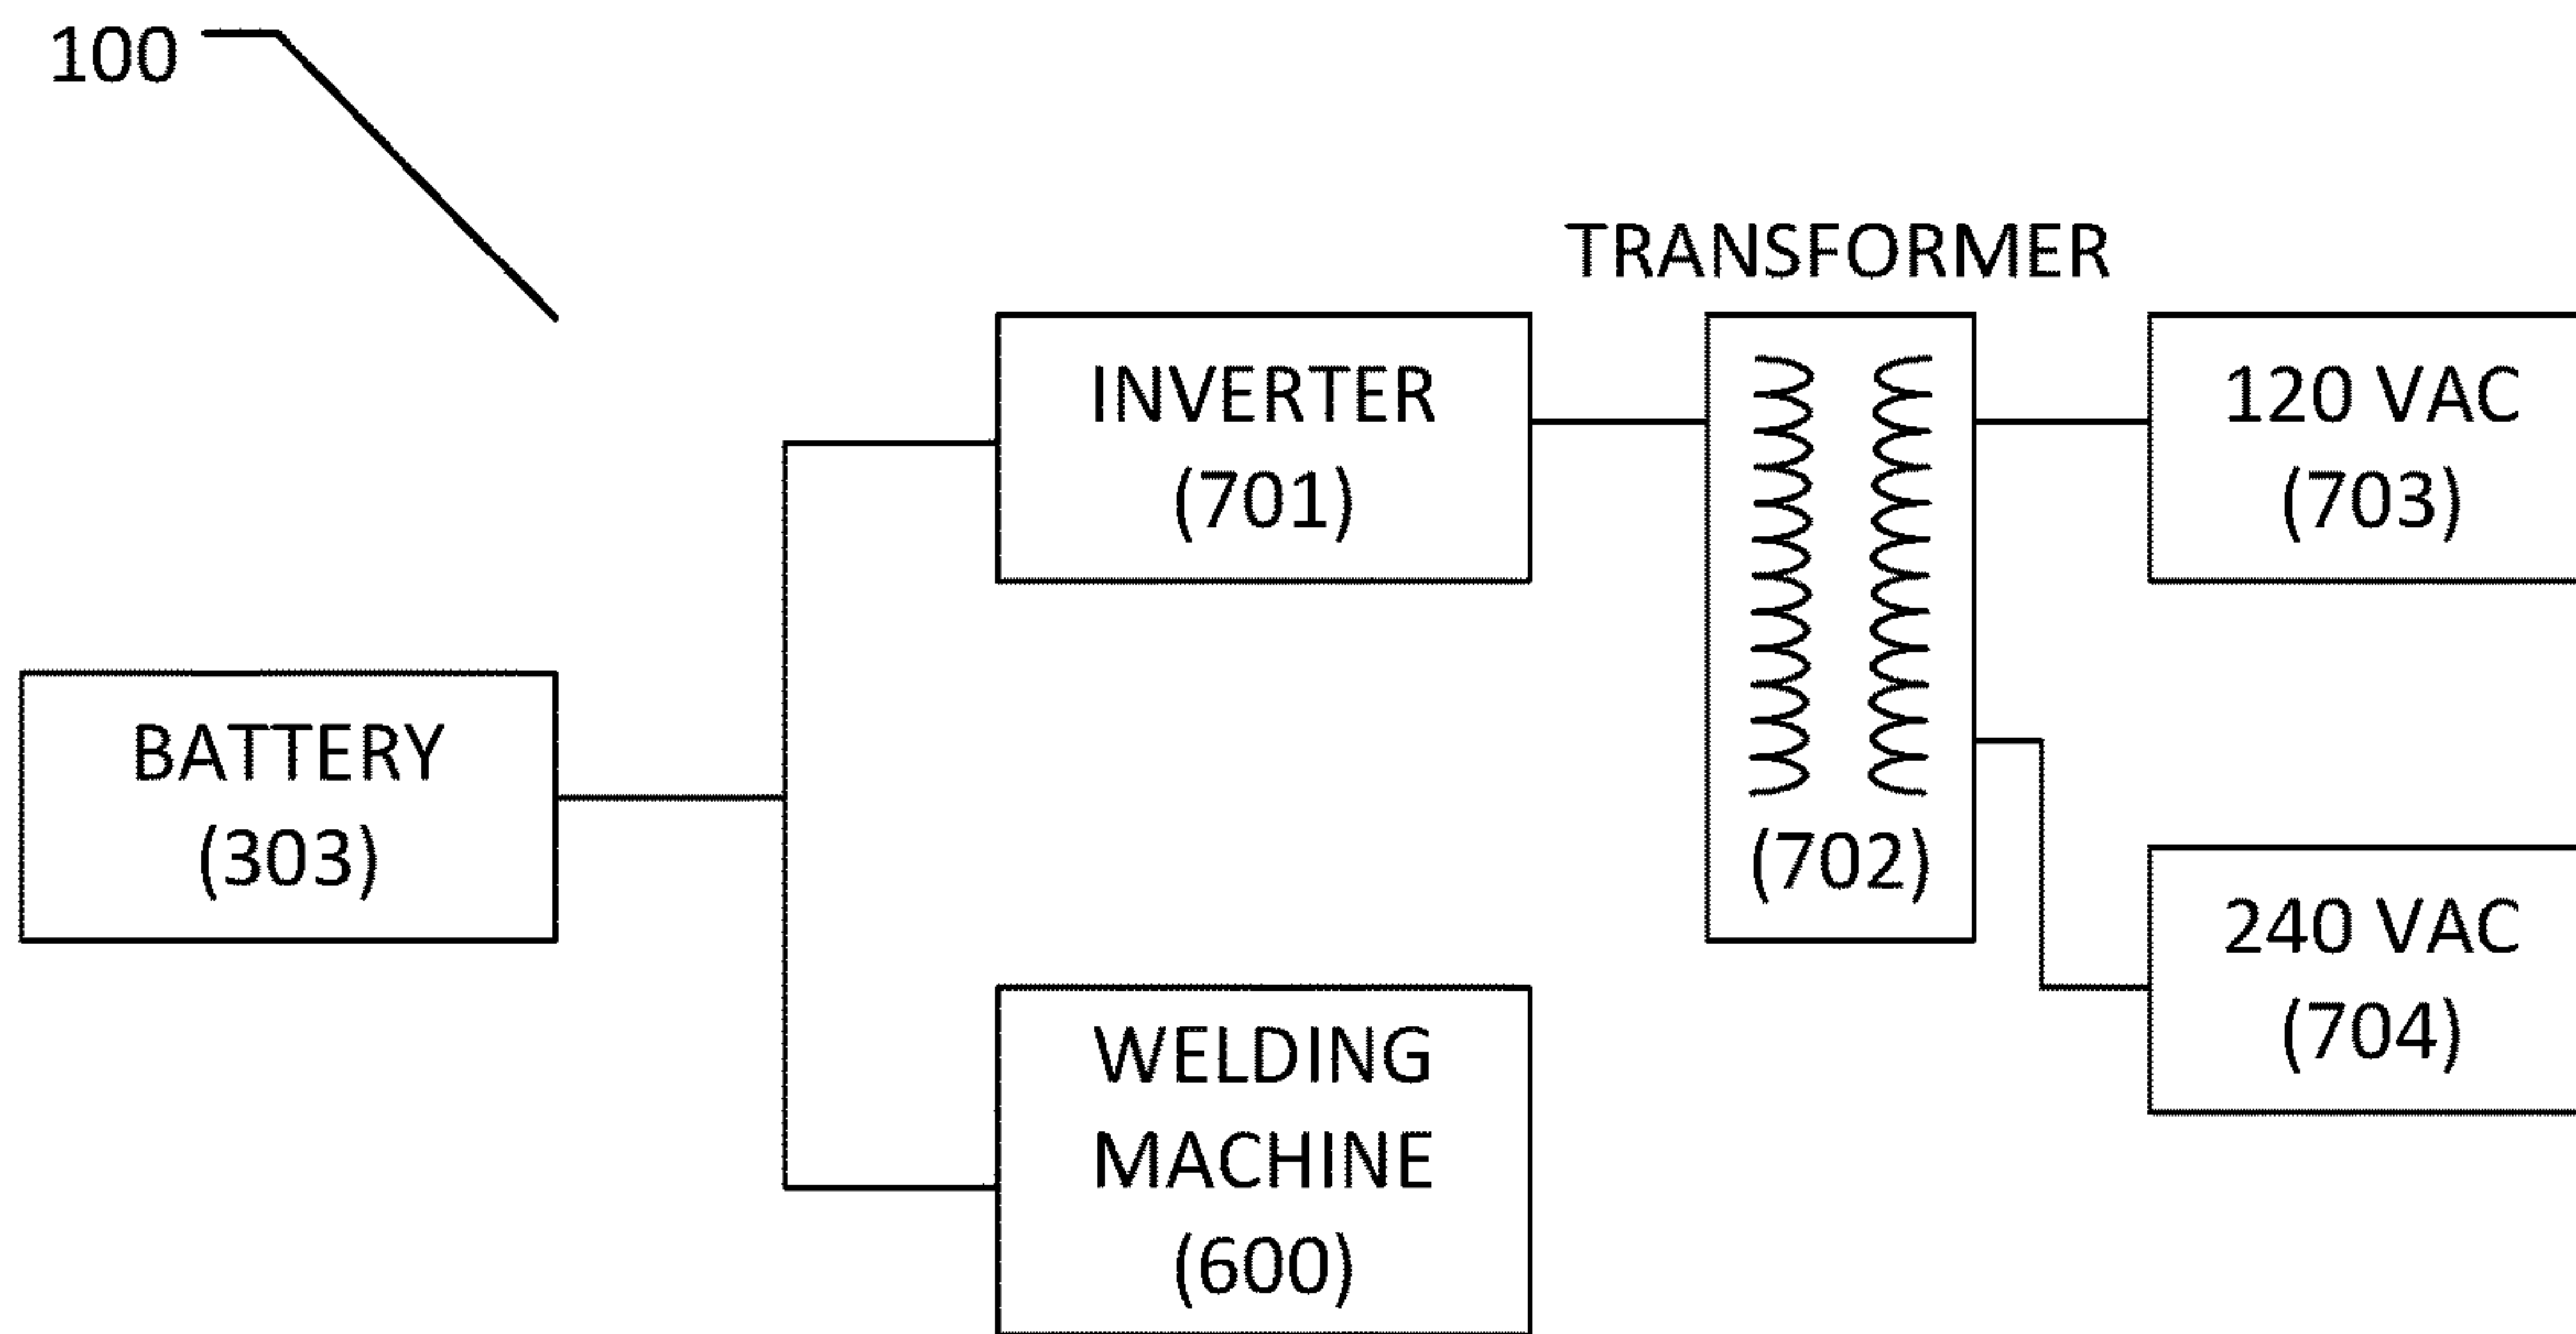 100
TRANSFORMER
INVERTER
(701)
120 VAC
(703)
BATTERY
(303)
(702)
240 VAC
(704)
WELDING
MACHINE
(600)